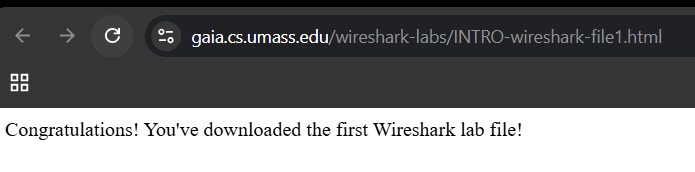 gaia.cs.umass.edu/wireshark-labs/INTRO-wireshark-file1.html
Congratulations! You've downloaded the first Wireshark lab file!